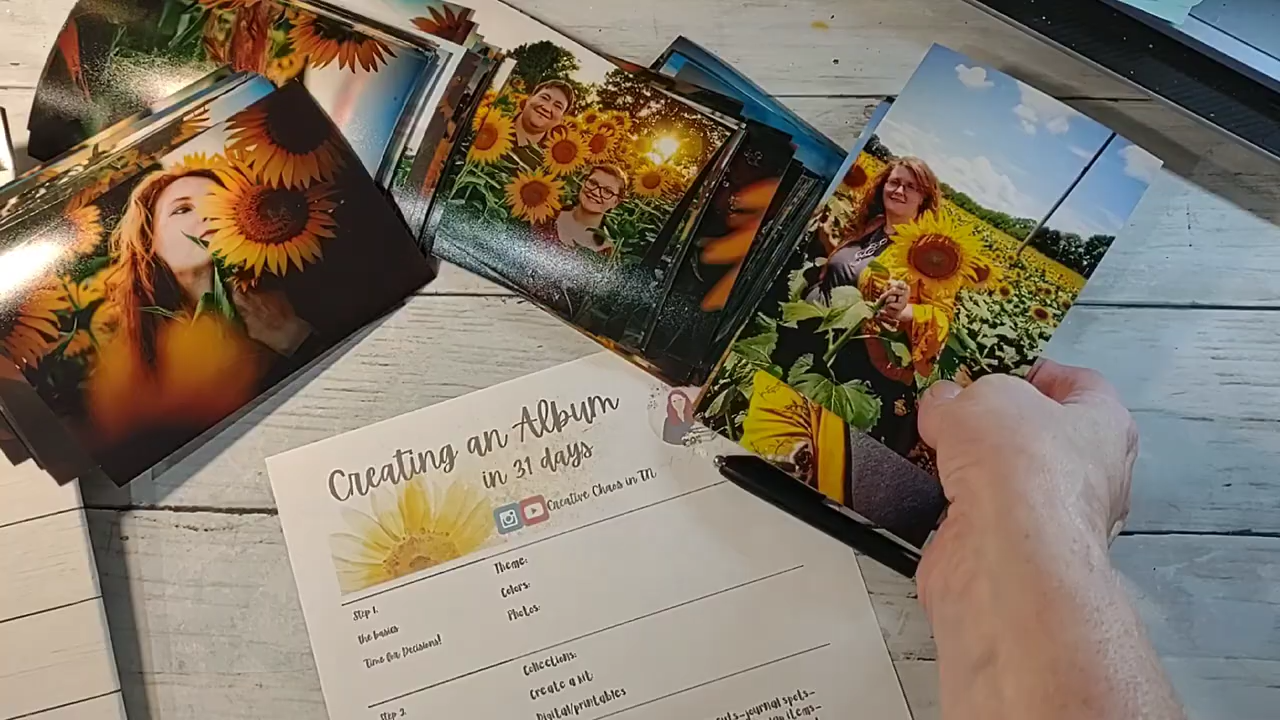 Creating an Album
in 31 days
Creative Chaos in TN
Theme:
Step 1.
Colors:
the basics
Photos:
Time for Decisions!
Collections:
Create a kit
Step 2.
Digital/printables